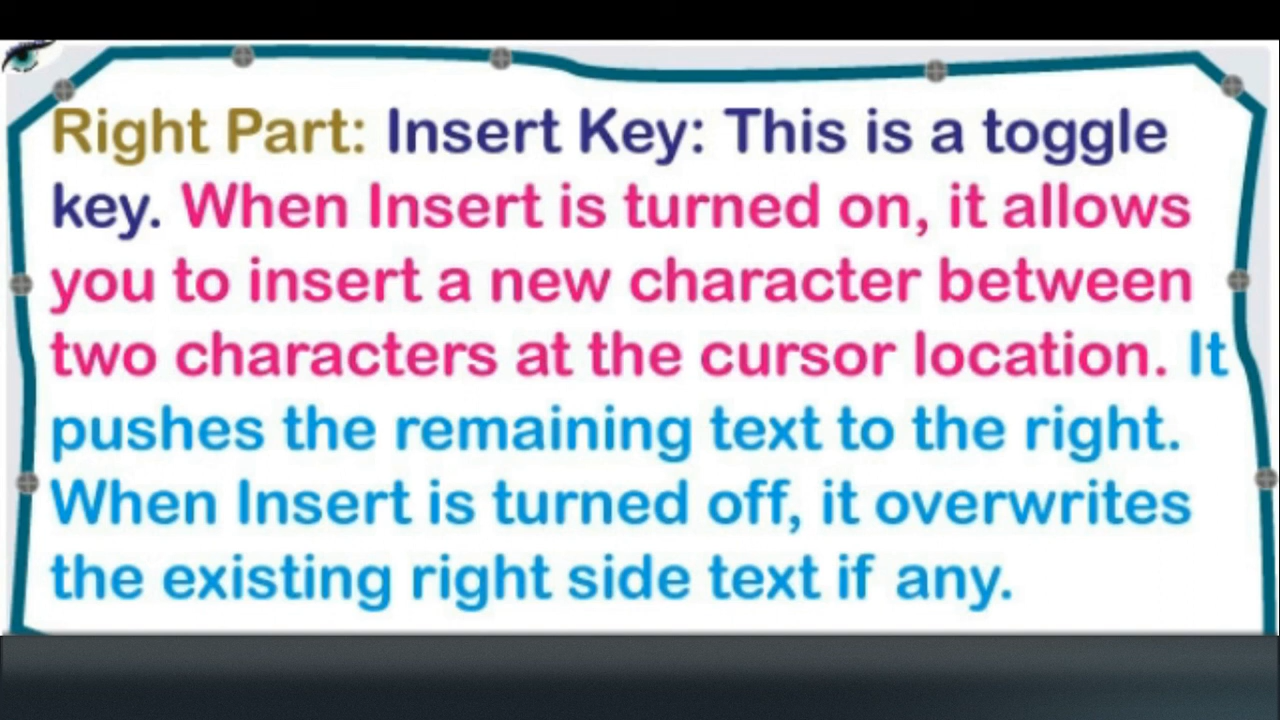 Right Part: Insert Key: This is a toggle
key. When Insert is turned on, it allows
you to insert a new character between
two characters at the cursor location. It
pushes the remaining text to the right.
When Insert is turned off, it overwrites
the existing right side text if any.